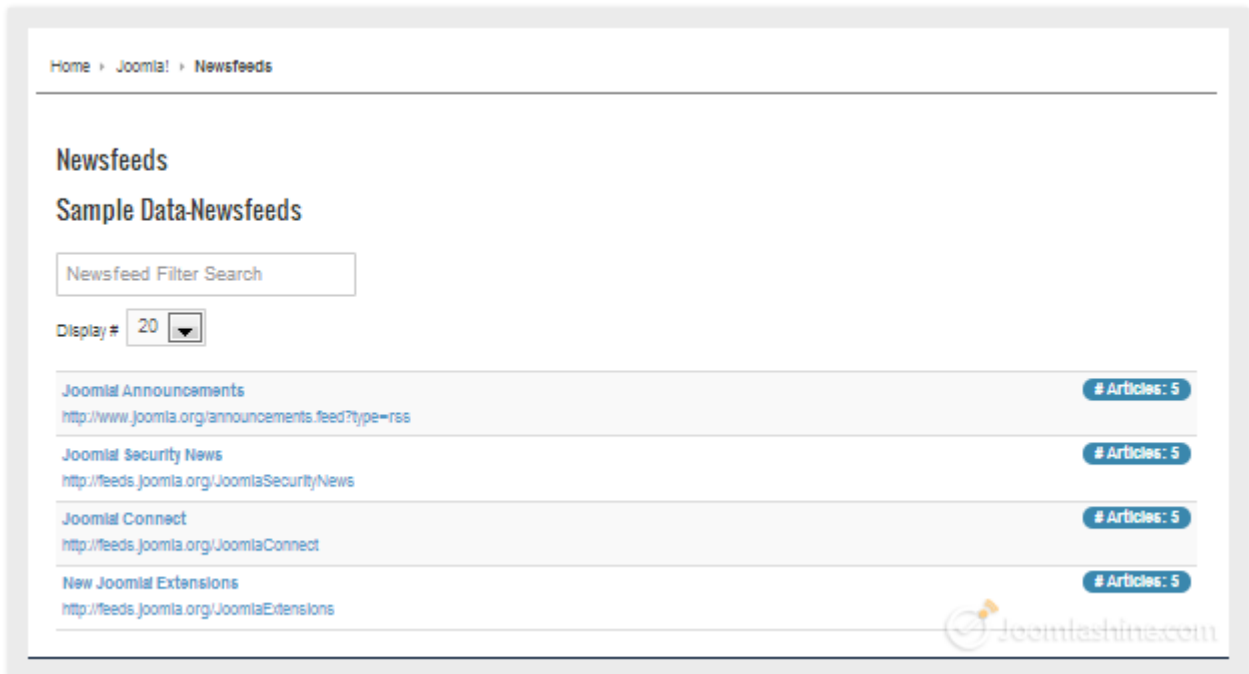 Home Joomla! Newsfeeds
Newsfeeds
Sample Data-Newsfeeds
Newsfeed Filter Search
Display # 20
Joomla! Announcements # Articles: 5
http://www.joomla.org/announcements.feed?type=rss
Joomla! Security News # Articles: 5
http://feeds.joomla.org/JoomlaSecurityNews
Joomla! Connect # Articles: 5
http://feeds.joomla.org/JoomlaConnect
New Joomla! Extensions # Articles: 5
http://feeds.joomla.org/JoomlaExtensions
Joomlashine.com